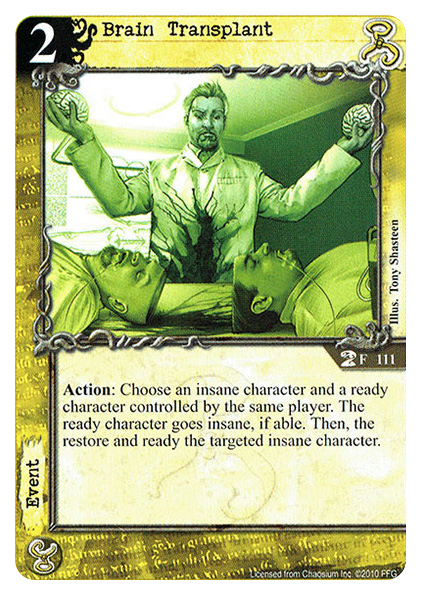 2
Brain Transplant
Illus. Tony Shasteen
F 111
Action: Choose an insane character and a ready
character controlled by the same player. The
ready character goes insane, if able. Then, the
restore and ready the targeted insane character.
Event
Licensed from Chaosium Inc. ©2010 FFG